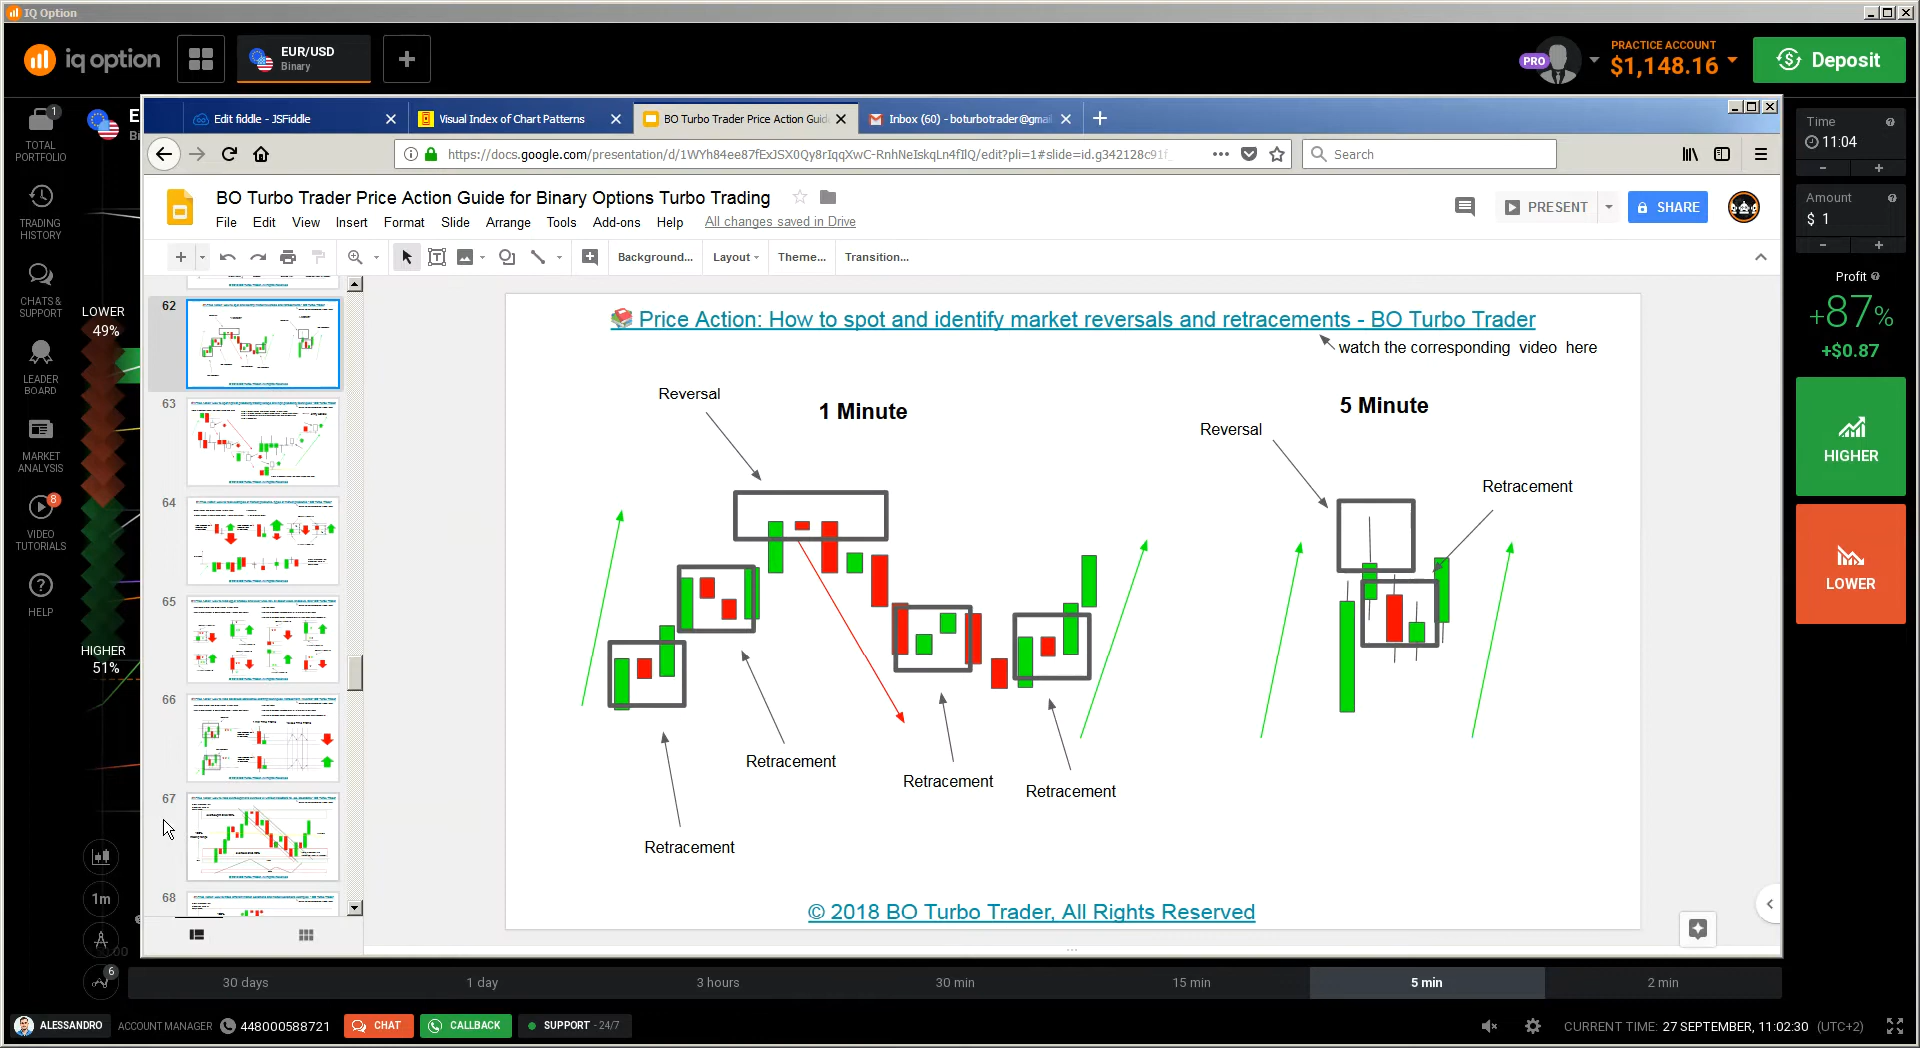 IQ Option
iq option
EUR/USD
Binary
PRO
PRACTICE ACCOUNT
$1,148.16
Deposit
1
TOTAL
PORTFOLIO
TRADING
HISTORY
CHATS &
SUPPORT
LEADER
BOARD
MARKET
ANALYSIS
8
VIDEO
TUTORIALS
HELP
E
Bi
LOWER
49%
HIGHER
51%
1m
6
Edit fiddle - JSFiddle
Visual Index of Chart Patterns
BO Turbo Trader Price Action Guid
Inbox (60) - boturbotrader@gmai
https://docs.google.com/presentation/d/1WYh84ee87fExJSX0Qy8rIqqXwC-RnhNeIskqLn4fIlQ/edit?pli=1#slide=id.g342128c91f_
Search
BO Turbo Trader Price Action Guide for Binary Options Turbo Trading
File Edit View Insert Format Slide Arrange Tools Add-ons Help All changes saved in Drive
PRESENT
SHARE
Background... Layout Theme... Transition...
62
63
64
65
66
67
68
📚 Price Action: How to spot and identify market reversals and retracements - BO Turbo Trader
watch the corresponding video here
Reversal
1 Minute
5 Minute
Reversal
Retracement
Retracement
Retracement
Retracement
Retracement
© 2018 BO Turbo Trader, All Rights Reserved
Time
11:04
Amount
$ 1
Profit
+87%
+$0.87
HIGHER
LOWER
30 days 1 day 3 hours 30 min 15 min 5 min 2 min
ALESSANDRO ACCOUNT MANAGER 448000588721 CHAT CALLBACK SUPPORT - 24/7
CURRENT TIME: 27 SEPTEMBER, 11:02:30 (UTC+2)